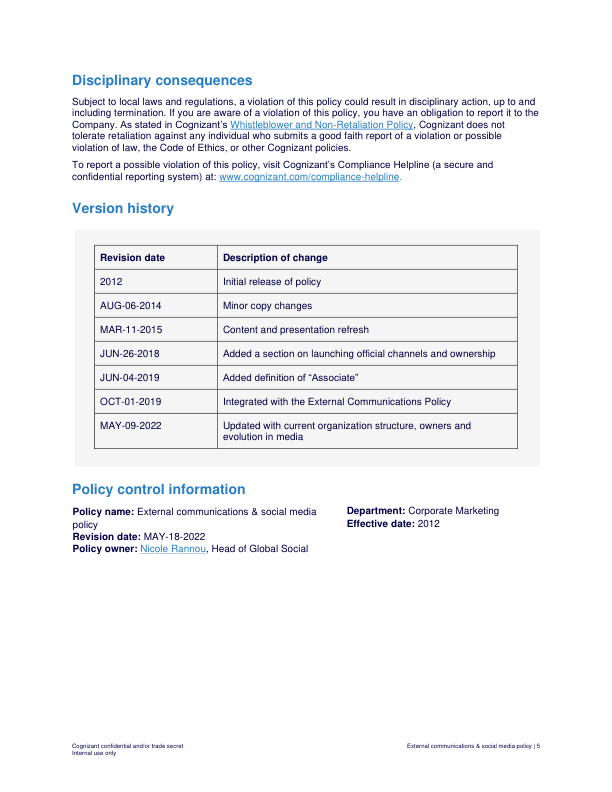 Disciplinary consequences
Subject to local laws and regulations, a violation of this policy could result in disciplinary action, up to and
including termination. If you are aware of a violation of this policy, you have an obligation to report it to the
Company. As stated in Cognizant’s Whistleblower and Non-Retaliation Policy, Cognizant does not
tolerate retaliation against any individual who submits a good faith report of a violation or possible
violation of law, the Code of Ethics, or other Cognizant policies.
To report a possible violation of this policy, visit Cognizant’s Compliance Helpline (a secure and
confidential reporting system) at: www.cognizant.com/compliance-helpline.
Version history
Revision date Description of change
2012 Initial release of policy
AUG-06-2014 Minor copy changes
MAR-11-2015 Content and presentation refresh
JUN-26-2018 Added a section on launching official channels and ownership
JUN-04-2019 Added definition of “Associate”
OCT-01-2019 Integrated with the External Communications Policy
MAY-09-2022 Updated with current organization structure, owners and
evolution in media
Policy control information
Policy name: External communications & social media
policy
Revision date: MAY-18-2022
Policy owner: Nicole Rannou, Head of Global Social
Department: Corporate Marketing
Effective date: 2012
Cognizant confidential and/or trade secret
Internal use only
External communications & social media policy | 5